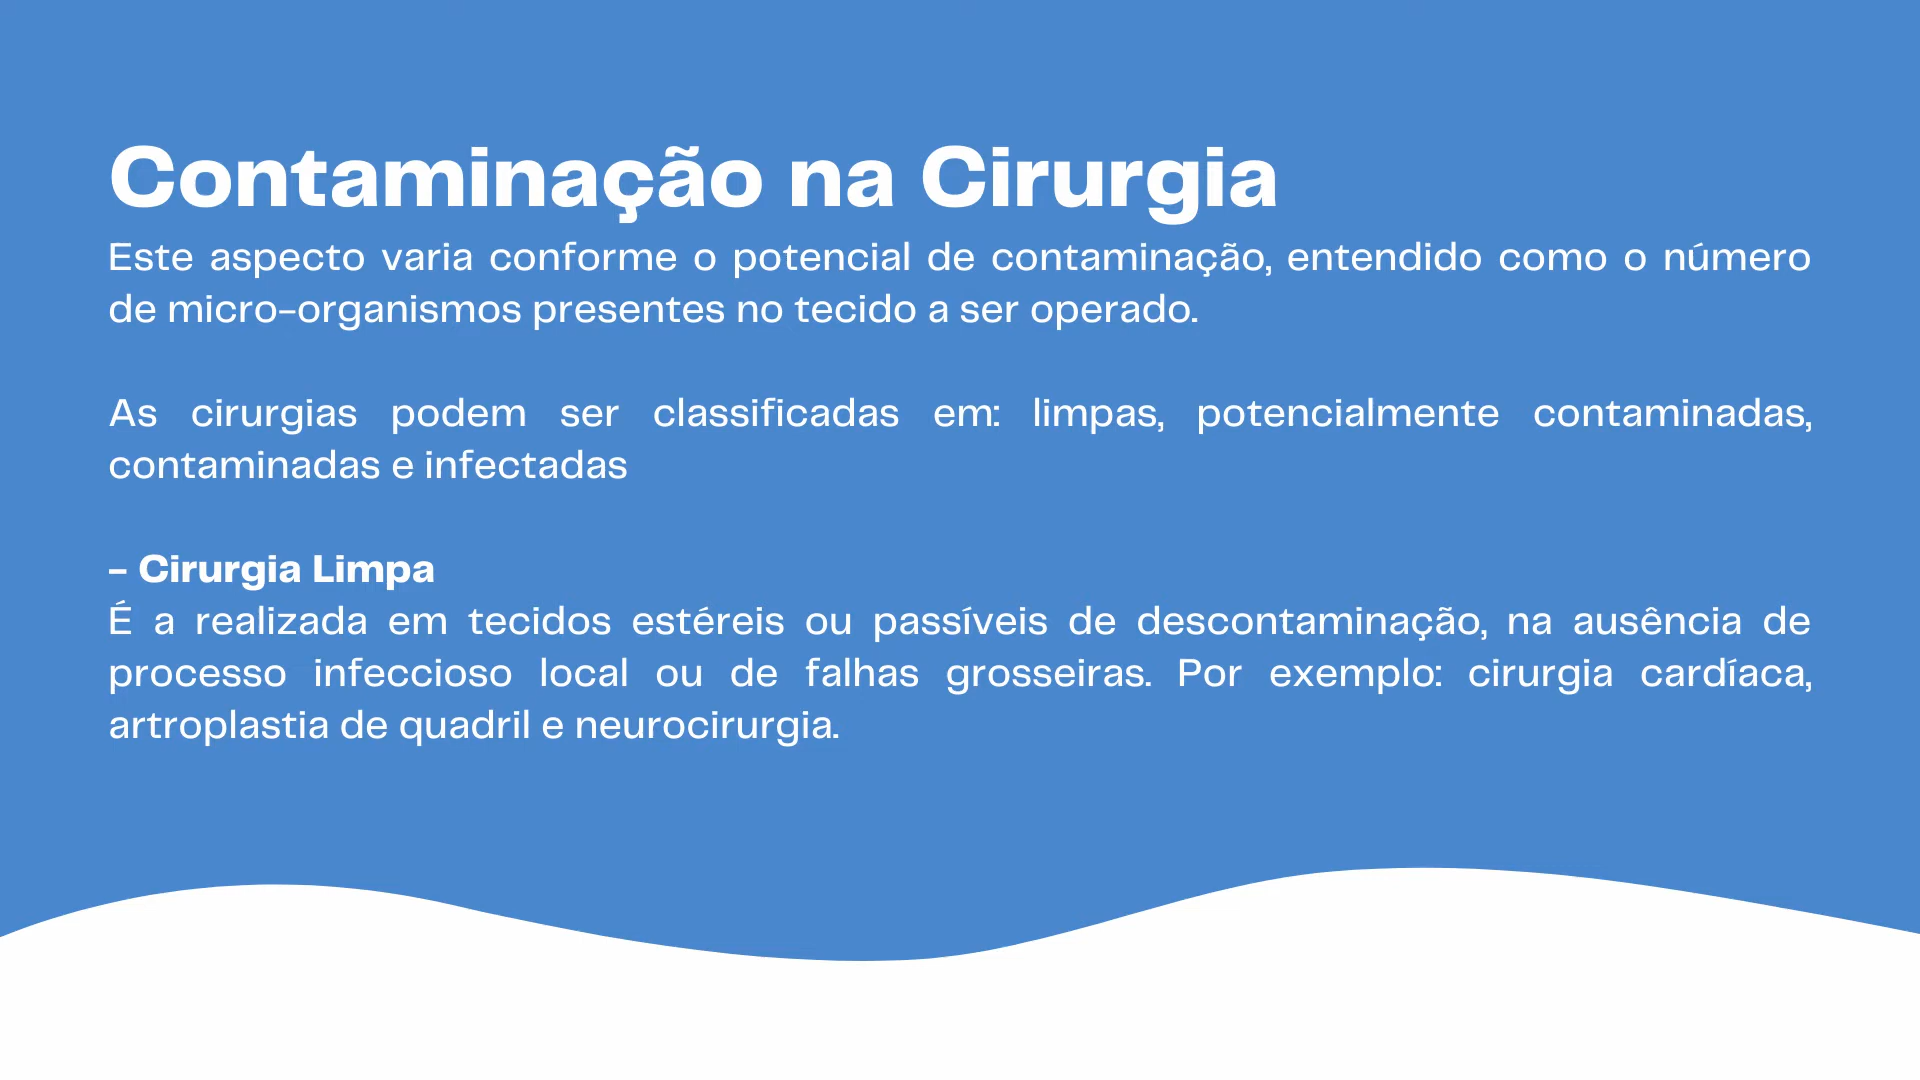 Contaminação na Cirurgia
Este aspecto varia conforme o potencial de contaminação, entendido como o número
de micro-organismos presentes no tecido a ser operado.
As cirurgias podem ser classificadas em: limpas, potencialmente contaminadas,
contaminadas e infectadas
- Cirurgia Limpa
É a realizada em tecidos estéreis ou passíveis de descontaminação, na ausência de
processo infeccioso local ou de falhas grosseiras. Por exemplo: cirurgia cardíaca,
artroplastia de quadril e neurocirurgia.